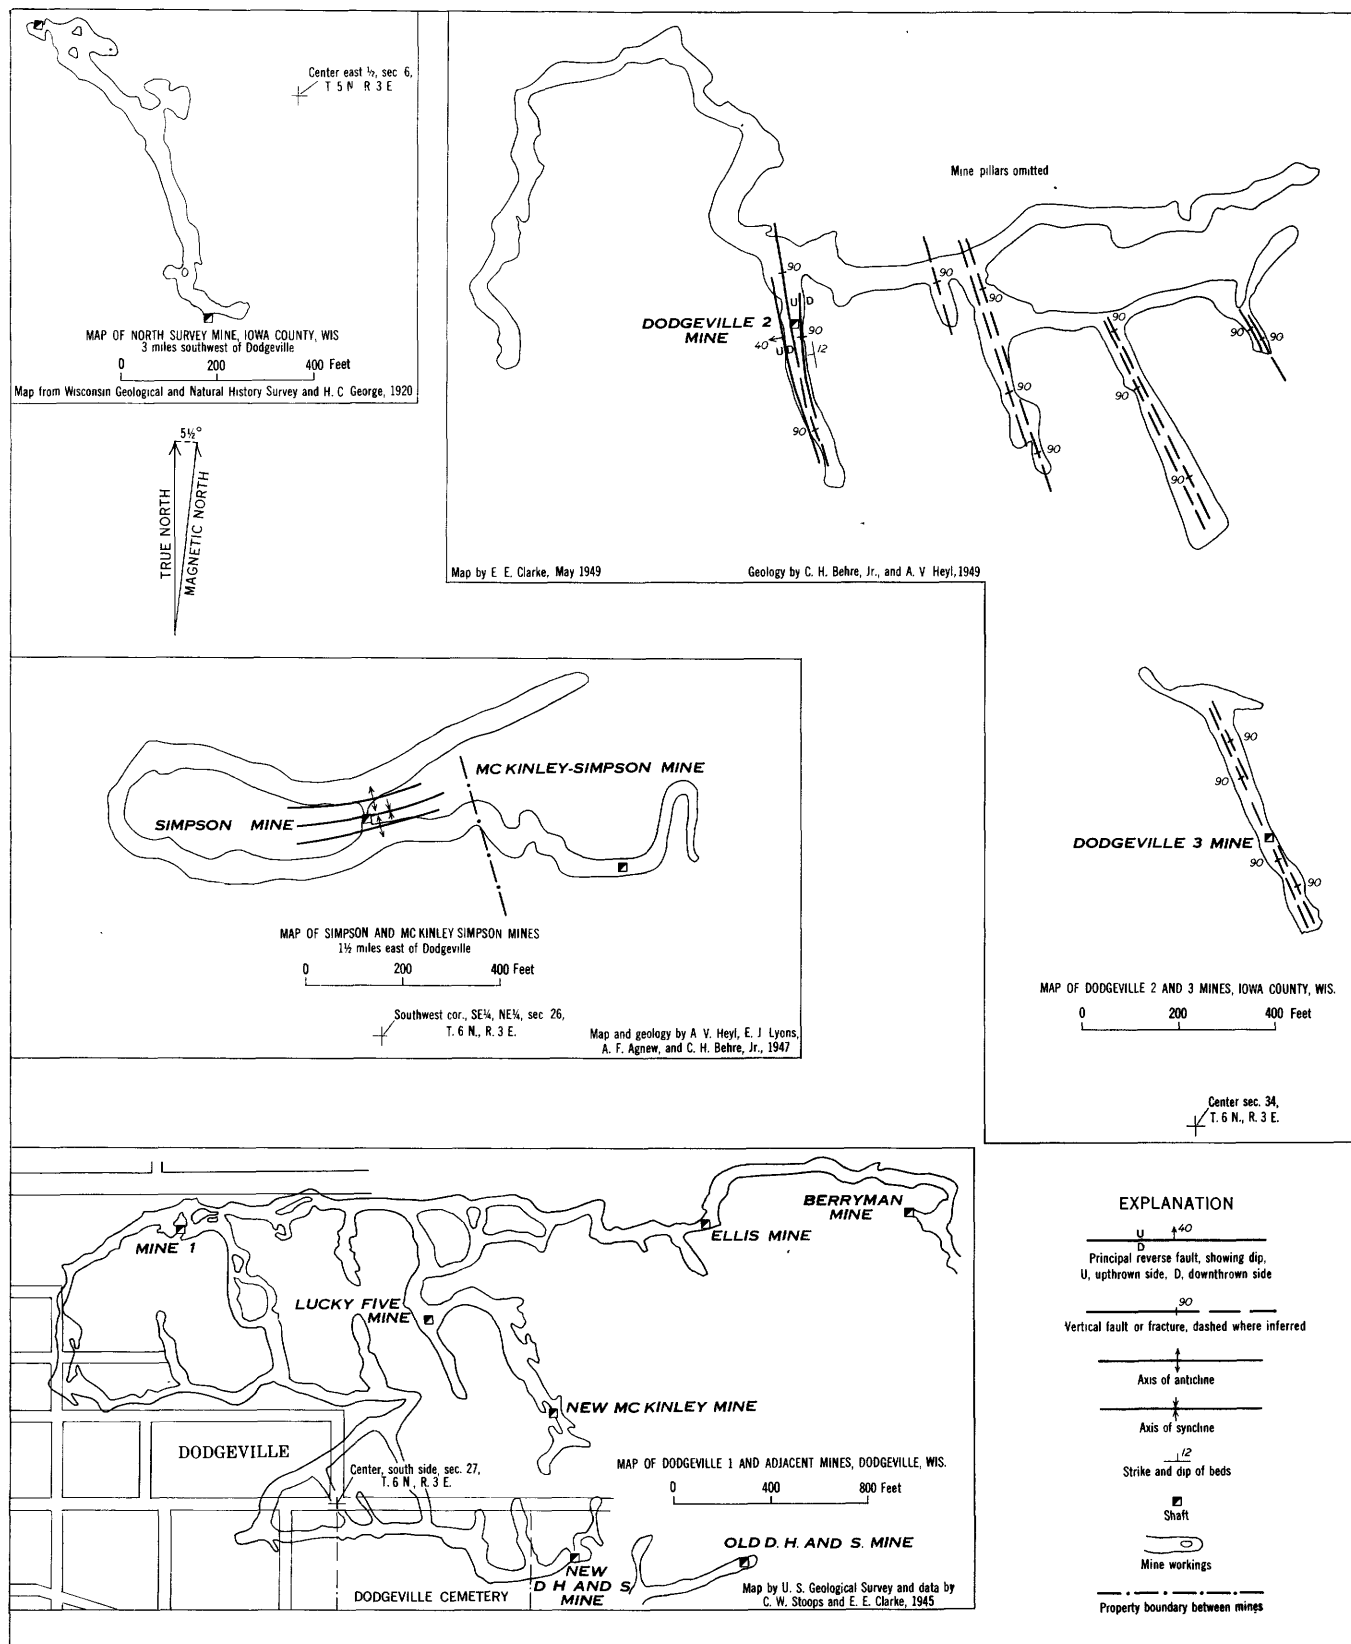 Center east ½, sec 6,
T 5 N R 3 E
MAP OF NORTH SURVEY MINE, IOWA COUNTY, WIS
3 miles southwest of Dodgeville
0 200 400 Feet
Map from Wisconsin Geological and Natural History Survey and H. C George, 1920
Mine pillars omitted
90
90
90
U D
DODGEVILLE 2
MINE
90
40
12
U D
90
90
90
90
90
90
90
90
90
Map by E E. Clarke, May 1949
Geology by C. H. Behre, Jr., and A. V Heyl, 1949
5½°
TRUE NORTH
MAGNETIC NORTH
MC KINLEY-SIMPSON MINE
SIMPSON MINE
MAP OF SIMPSON AND MC KINLEY SIMPSON MINES
1½ miles east of Dodgeville
0 200 400 Feet
Southwest cor., SE¼, NE¼, sec 26,
T. 6 N., R. 3 E.
Map and geology by A V. Heyl, E. J Lyons,
A. F. Agnew, and C. H. Behre, Jr., 1947
90
90
DODGEVILLE 3 MINE
90
90
MAP OF DODGEVILLE 2 AND 3 MINES, IOWA COUNTY, WIS.
0 200 400 Feet
Center sec. 34,
T. 6 N., R. 3 E.
MINE 1
BERRYMAN
MINE
ELLIS MINE
LUCKY FIVE
MINE
NEW MC KINLEY MINE
DODGEVILLE
Center, south side, sec. 27,
T. 6 N, R. 3 E.
MAP OF DODGEVILLE 1 AND ADJACENT MINES, DODGEVILLE, WIS.
0 400 800 Feet
OLD D. H. AND S. MINE
NEW
D H AND S
MINE
DODGEVILLE CEMETERY
Map by U. S. Geological Survey and data by
C. W. Stoops and E. E. Clarke, 1945
EXPLANATION
U
40
D
Principal reverse fault, showing dip,
U, upthrown side, D, downthrown side
90
Vertical fault or fracture, dashed where inferred
Axis of anticline
Axis of syncline
12
Strike and dip of beds
Shaft
Mine workings
Property boundary between mines